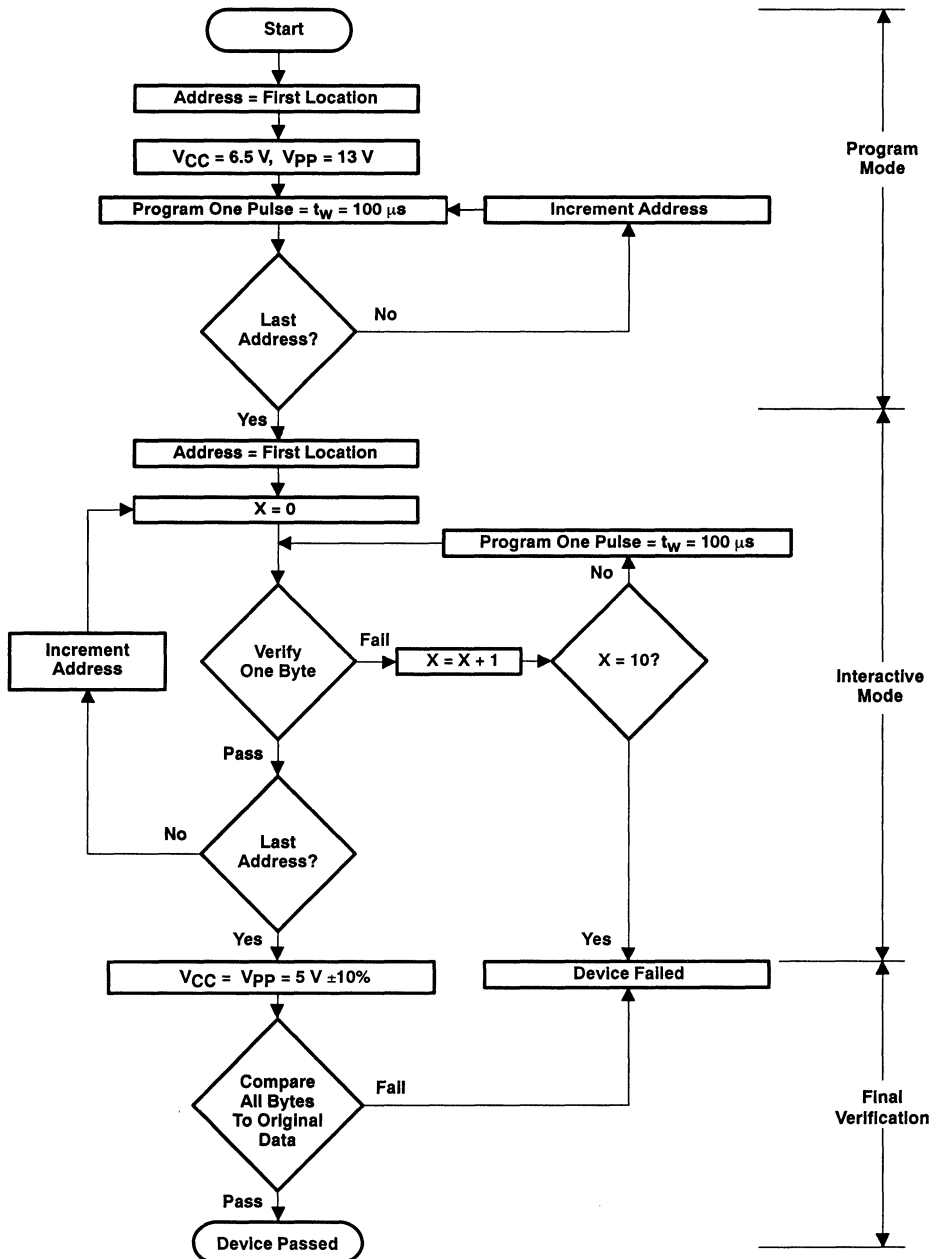 Start
Address = First Location
VCC = 6.5 V, VPP = 13 V
Program One Pulse = tw = 100 μs
Increment Address
Last
Address?
No
Yes
Program
Mode
Address = First Location
X = 0
Program One Pulse = tw = 100 μs
No
Increment
Address
Verify
One Byte
Fail
X = X + 1
X = 10?
Interactive
Mode
Pass
No
Last
Address?
Yes
Yes
VCC = VPP = 5 V ±10%
Device Failed
Compare
All Bytes
To Original
Data
Fail
Final
Verification
Pass
Device Passed